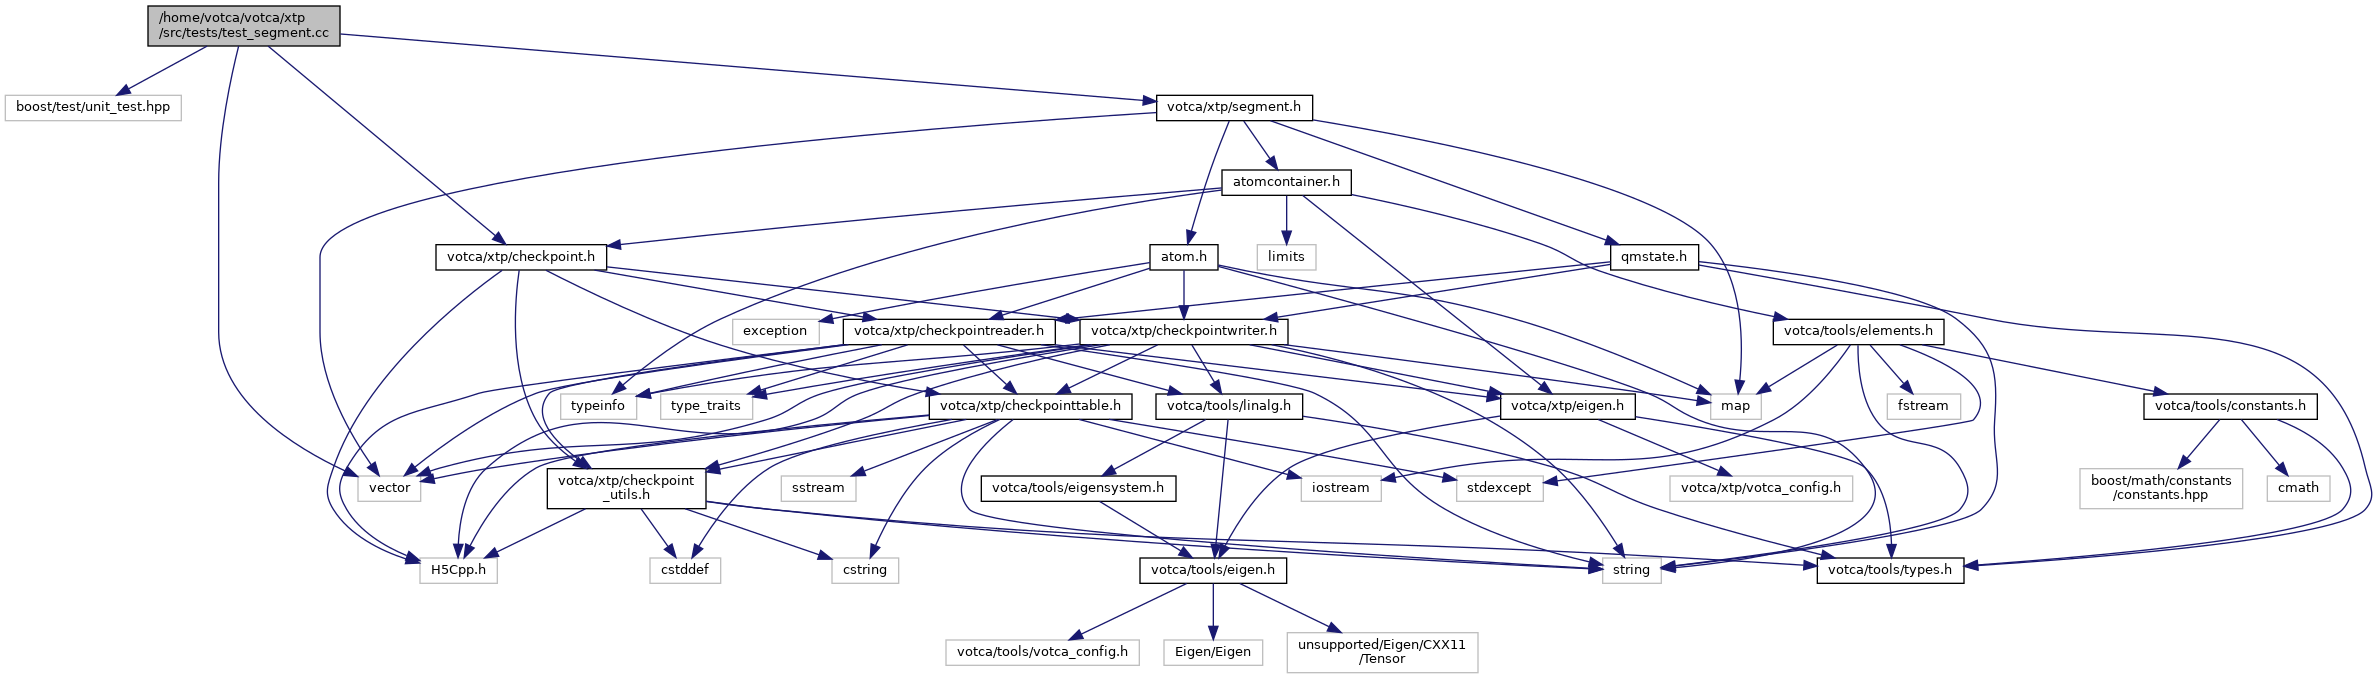 /home/votca/votca/xtp
/src/tests/test_segment.cc
boost/test/unit_test.hpp
votca/xtp/segment.h
atomcontainer.h
votca/xtp/checkpoint.h
atom.h
limits
qmstate.h
exception
votca/xtp/checkpointreader.h
votca/xtp/checkpointwriter.h
votca/tools/elements.h
typeinfo
type_traits
votca/xtp/checkpointtable.h
votca/tools/linalg.h
votca/xtp/eigen.h
map
fstream
votca/tools/constants.h
vector
votca/xtp/checkpoint
_utils.h
sstream
votca/tools/eigensystem.h
iostream
stdexcept
votca/xtp/votca_config.h
boost/math/constants
/constants.hpp
cmath
H5Cpp.h
cstddef
cstring
votca/tools/eigen.h
string
votca/tools/types.h
votca/tools/votca_config.h
Eigen/Eigen
unsupported/Eigen/CXX11
/Tensor